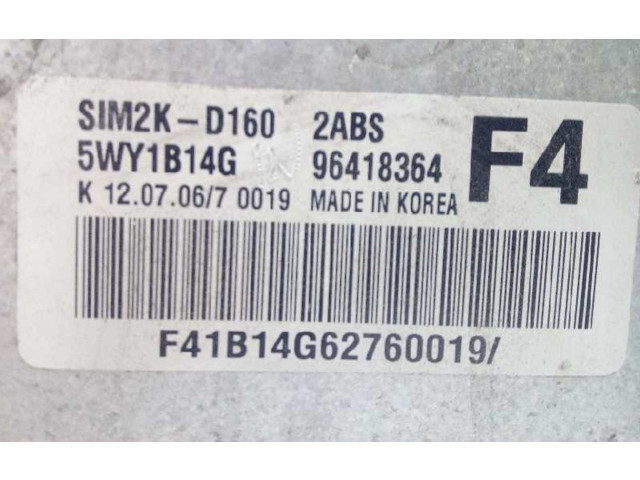 SIM2K-D160 2ABS F4
5WY1B14G 96418364
K 12.07.06/7 0019 MADE IN KOREA
F41B14G62760019/